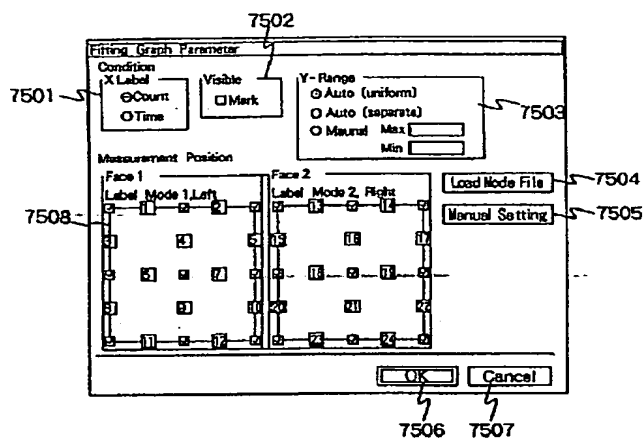 7502
Fitting Graph Parameter
Condition
X Label
Count
Time
7501
Visible
Mark
Y-Range
Auto (uniform)
Auto (separate)
Maunal
Max
Min
7503
Measurement Position
Face 1
Label Mode 1,Left
1 2
3 4 5
6 7
8 9 10
11 12
7508
Face 2
Label Mode 2, Right
13 14
15 16 17
18 19
20 21 22
23 24
Load Mode File
7504
Manual Setting
7505
OK
Cancel
7506
7507